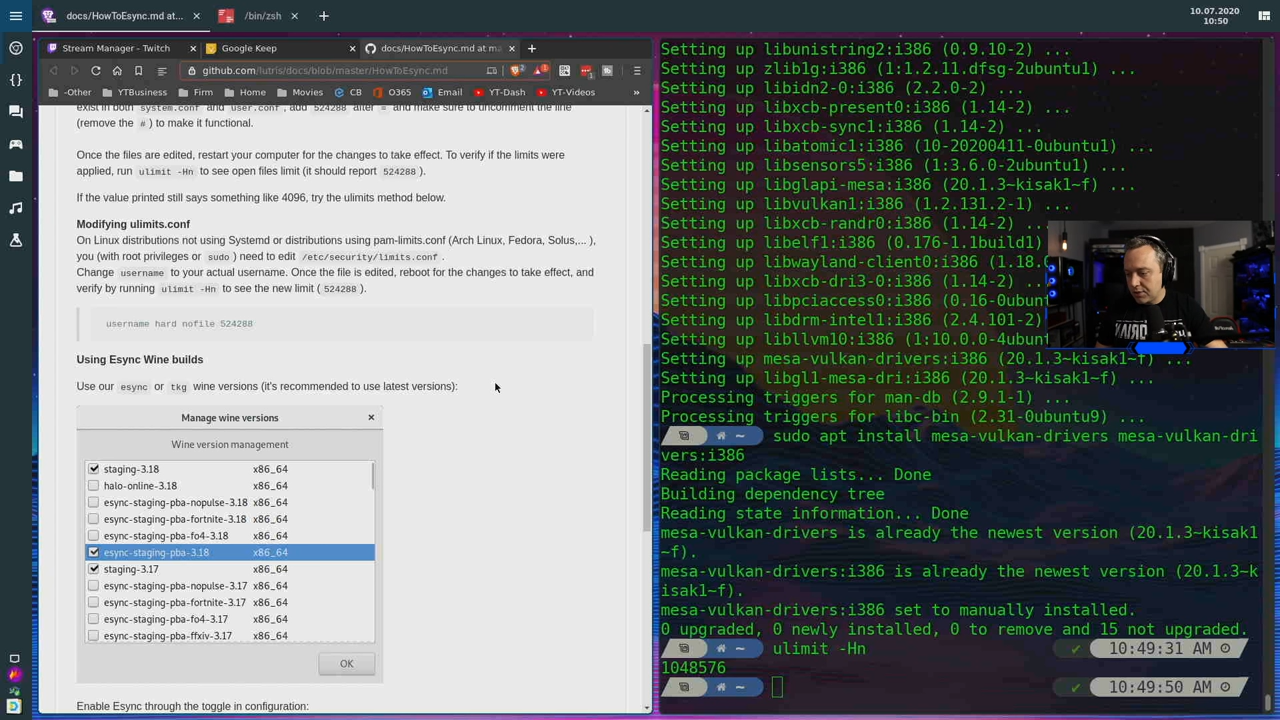 docs/HowToEsync.md at...
/bin/zsh
10.07.2020
10:50
Stream Manager - Twitch
Google Keep
docs/HowToEsync.md at ma
github.com/lutris/docs/blob/master/HowToEsync.md
-Other
YTBusiness
Firm
Home
Movies
CB
O365
Email
YT-Dash
YT-Videos
exist in both system.conf and user.conf, add 524288 after = and make sure to uncomment the line
(remove the # ) to make it functional.
Once the files are edited, restart your computer for the changes to take effect. To verify if the limits were
applied, run ulimit -Hn to see open files limit (it should report 524288 ).
If the value printed still says something like 4096, try the ulimits method below.
Modifying ulimits.conf
On Linux distributions not using Systemd or distributions using pam-limits.conf (Arch Linux, Fedora, Solus,... ),
you (with root privileges or sudo ) need to edit /etc/security/limits.conf .
Change username to your actual username. Once the file is edited, reboot for the changes to take effect, and
verify by running ulimit -Hn to see the new limit ( 524288 ).
username hard nofile 524288
Using Esync Wine builds
Use our esync or tkg wine versions (it's recommended to use latest versions):
Manage wine versions
Wine version management
staging-3.18 x86_64
halo-online-3.18 x86_64
esync-staging-pba-nopulse-3.18 x86_64
esync-staging-pba-fortnite-3.18 x86_64
esync-staging-pba-fo4-3.18 x86_64
esync-staging-pba-3.18 x86_64
staging-3.17 x86_64
esync-staging-pba-nopulse-3.17 x86_64
esync-staging-pba-fortnite-3.17 x86_64
esync-staging-pba-fo4-3.17 x86_64
esync-staging-pba-ffxiv-3.17 x86_64
OK
Enable Esync through the toggle in configuration:
Setting up libunistring2:i386 (0.9.10-2) ...
Setting up zlib1g:i386 (1:1.2.11.dfsg-2ubuntu1) ...
Setting up libidn2-0:i386 (2.2.0-2) ...
Setting up libxcb-present0:i386 (1.14-2) ...
Setting up libxcb-sync1:i386 (1.14-2) ...
Setting up libatomic1:i386 (10-20200411-0ubuntu1) ...
Setting up libsensors5:i386 (1:3.6.0-2ubuntu1) ...
Setting up libglapi-mesa:i386 (20.1.3~kisak1~f) ...
Setting up libvulkan1:i386 (1.2.131.2-1) ...
Setting up libxcb-randr0:i386 (1.14-2)
Setting up libelf1:i386 (0.176-1.1build1)
Setting up libwayland-client0:i386 (1.18.
Setting up libxcb-dri3-0:i386 (1.14-2) ...
Setting up libpciaccess0:i386 (0.16-0ubunt
Setting up libdrm-intel1:i386 (2.4.101-2)
Setting up libllvm10:i386 (1:10.0.0-4ubunt
Setting up mesa-vulkan-drivers:i386 (20.1.3~kisak1~f) ...
Setting up libgl1-mesa-dri:i386 (20.1.3~kisak1~f) ...
Processing triggers for man-db (2.9.1-1) ...
Processing triggers for libc-bin (2.31-0ubuntu9) ...
~ sudo apt install mesa-vulkan-drivers mesa-vulkan-dri
vers:i386
Reading package lists... Done
Building dependency tree
Reading state information... Done
mesa-vulkan-drivers is already the newest version (20.1.3~kisak1
~f).
mesa-vulkan-drivers:i386 is already the newest version (20.1.3~k
isak1~f).
mesa-vulkan-drivers:i386 set to manually installed.
0 upgraded, 0 newly installed, 0 to remove and 15 not upgraded.
~ ulimit -Hn 10:49:31 AM
1048576
~ 10:49:50 AM